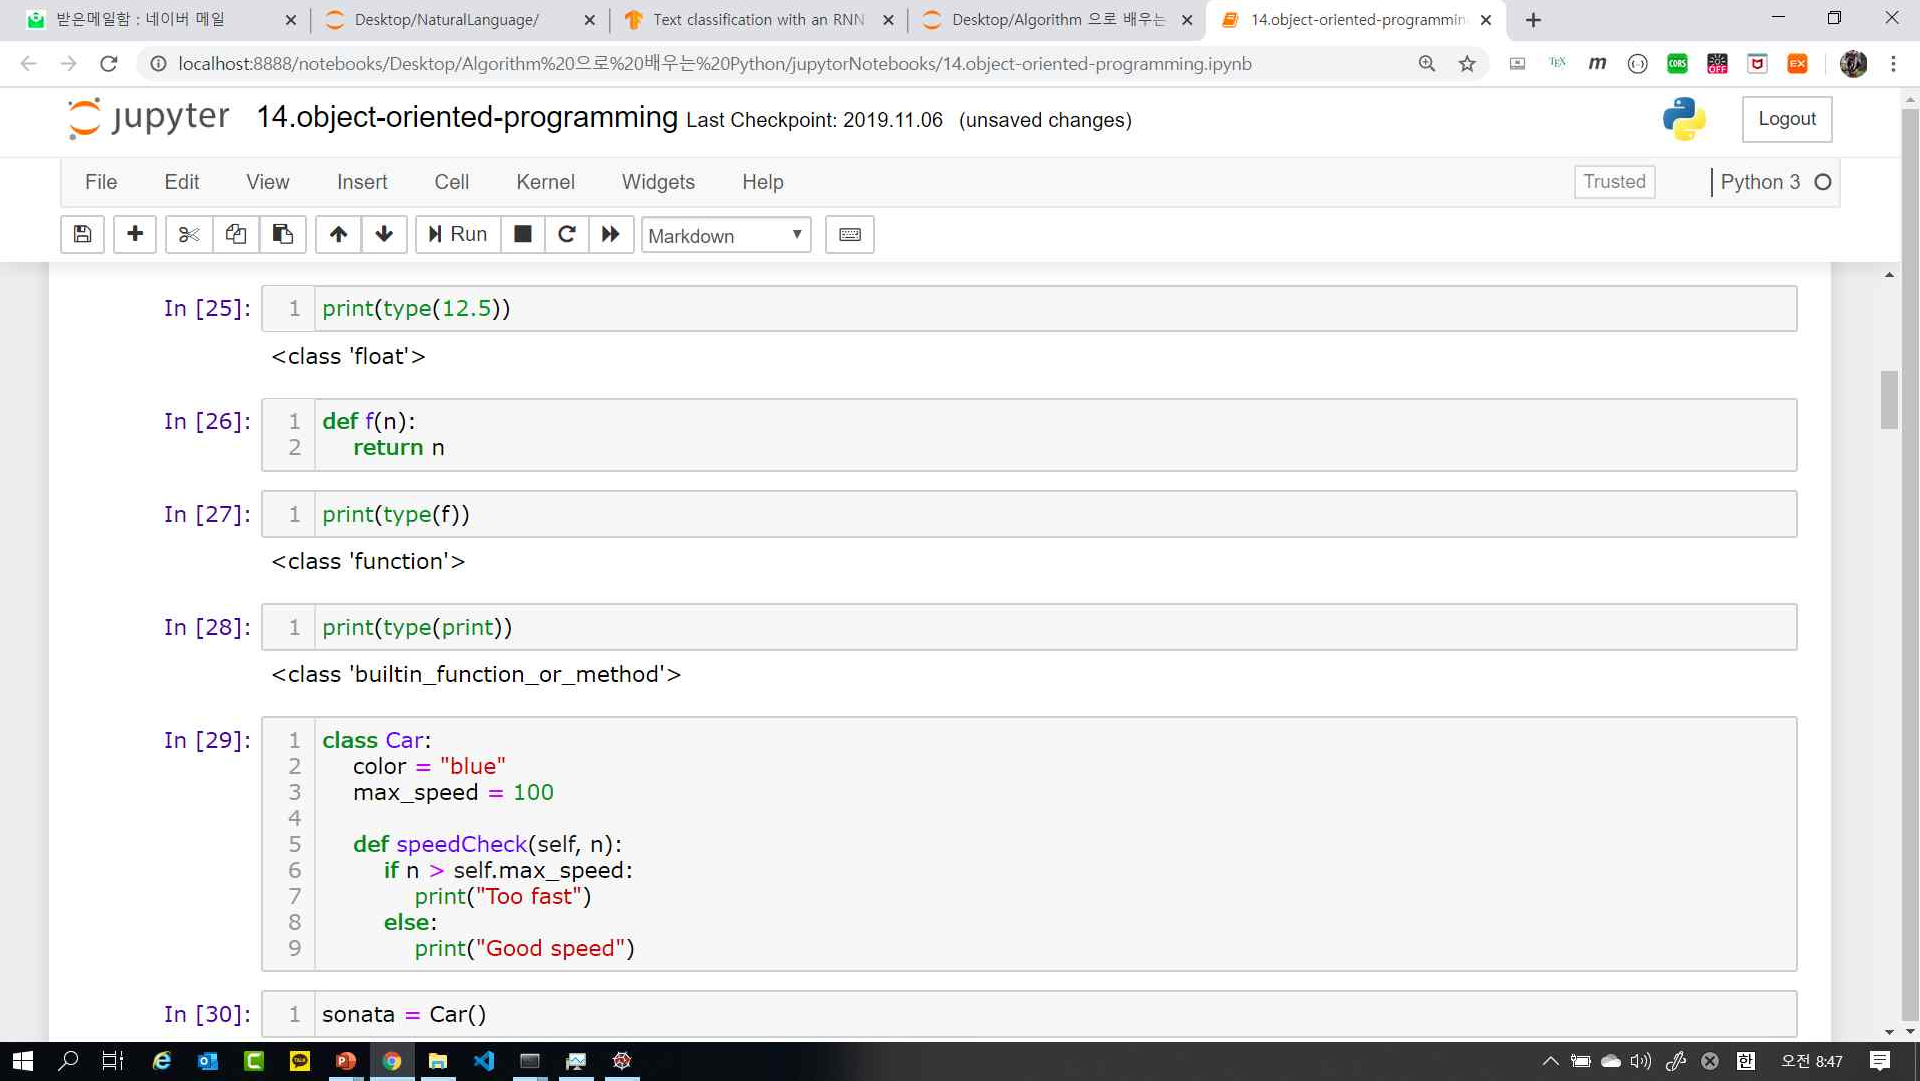 받은메일함 : 네이버 메일
Desktop/NaturalLanguage/
Text classification with an RNN
Desktop/Algorithm 으로 배우는
14.object-oriented-programmin
localhost:8888/notebooks/Desktop/Algorithm%20으로%20배우는%20Python/jupytorNotebooks/14.object-oriented-programming.ipynb
TEX
m
CORS
OFF
EX
jupyter 14.object-oriented-programming Last Checkpoint: 2019.11.06 (unsaved changes)
Logout
File Edit View Insert Cell Kernel Widgets Help
Trusted
Python 3
Run
Markdown
In [25]:
1 print(type(12.5))
<class 'float'>
In [26]:
1 def f(n):
2 return n
In [27]:
1 print(type(f))
<class 'function'>
In [28]:
1 print(type(print))
<class 'builtin_function_or_method'>
In [29]:
1 class Car:
2 color = "blue"
3 max_speed = 100
4
5 def speedCheck(self, n):
6 if n > self.max_speed:
7 print("Too fast")
8 else:
9 print("Good speed")
In [30]:
1 sonata = Car()
한
오전 8:47